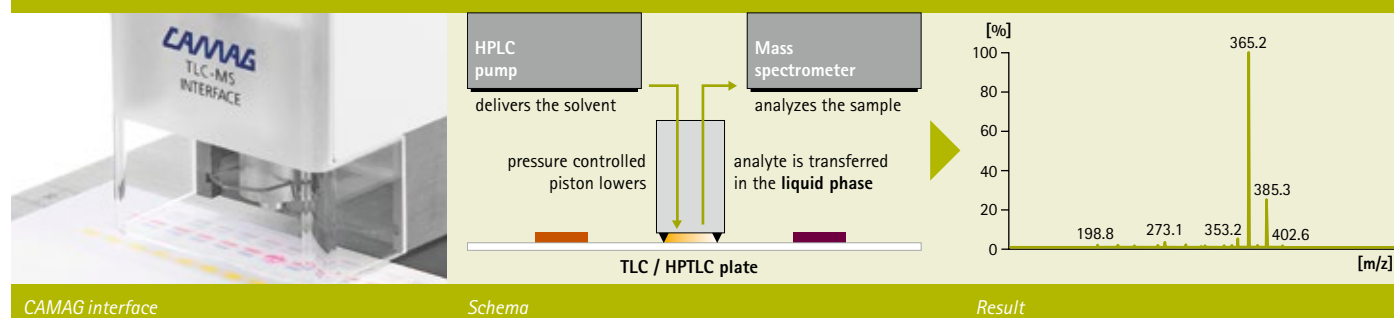 CAMAG
TLC-MS
INTERFACE
HPLC
pump
delivers the solvent
Mass
spectrometer
analyzes the sample
pressure controlled
piston lowers
analyte is transferred
in the liquid phase
TLC / HPTLC plate
[%]
100
80
60
40
20
0
365.2
385.3
198.8
273.1
353.2
402.6
[m/z]
CAMAG interface
Schema
Result